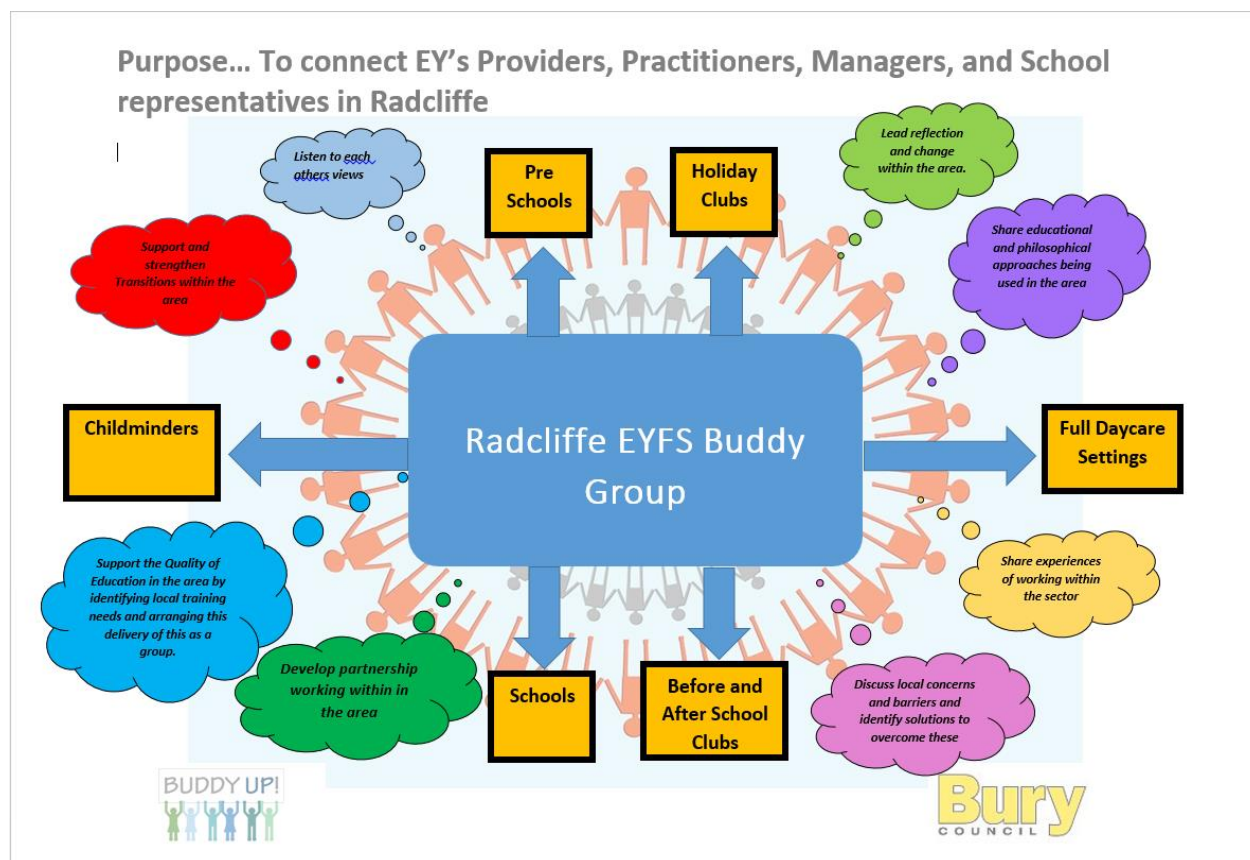 Purpose... To connect EY's Providers, Practitioners, Managers, and School
representatives in Radcliffe
Listen to each
others views
Pre
Schools
Holiday
Clubs
Lead reflection
and change
within the area.
Support and
strengthen
Transitions within the
area
Share educational
and philosophical
approaches being
used in the area
Childminders
Radcliffe EYFS Buddy
Group
Full Daycare
Settings
Support the Quality of
Education in the area by
identifying local training
needs and arranging this
delivery of this as a
group.
Share experiences
of working within
the sector
Develop partnership
working within in
the area
Schools
Before and
After School
Clubs
Discuss local concerns
and barriers and
identify solutions to
overcome these
BUDDY UP!
Bury
COUNCIL